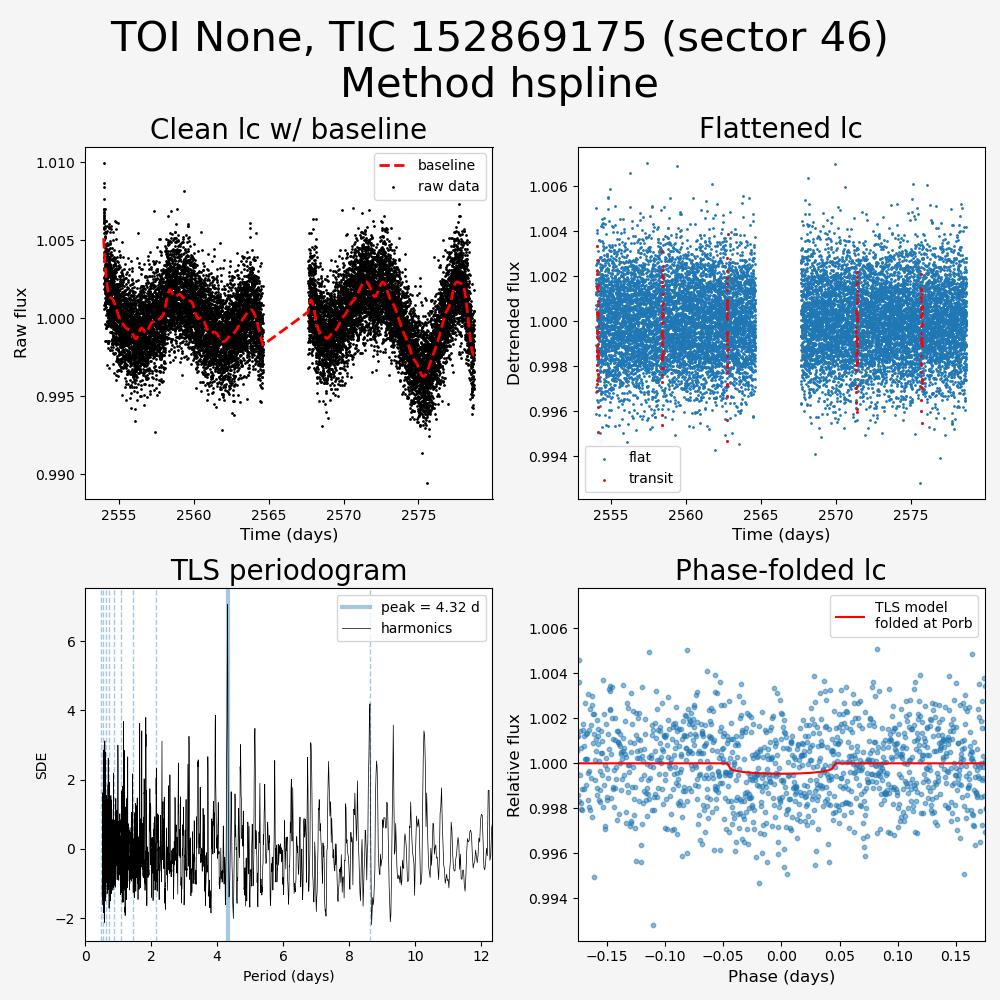 TOI None, TIC 152869175 (sector 46)
Method hspline
Clean lc w/ baseline
Raw flux
1.010
1.005
1.000
0.995
0.990
baseline
raw data
2555 2560 2565 2570 2575
Time (days)
Flattened lc
Detrended flux
1.006
1.004
1.002
1.000
0.998
0.996
0.994
flat
transit
2555 2560 2565 2570 2575
Time (days)
TLS periodogram
SDE
6
4
2
0
−2
peak = 4.32 d
harmonics
0 2 4 6 8 10 12
Period (days)
Phase-folded lc
Relative flux
1.006
1.004
1.002
1.000
0.998
0.996
0.994
TLS model
folded at Porb
−0.15 −0.10 −0.05 0.00 0.05 0.10 0.15
Phase (days)